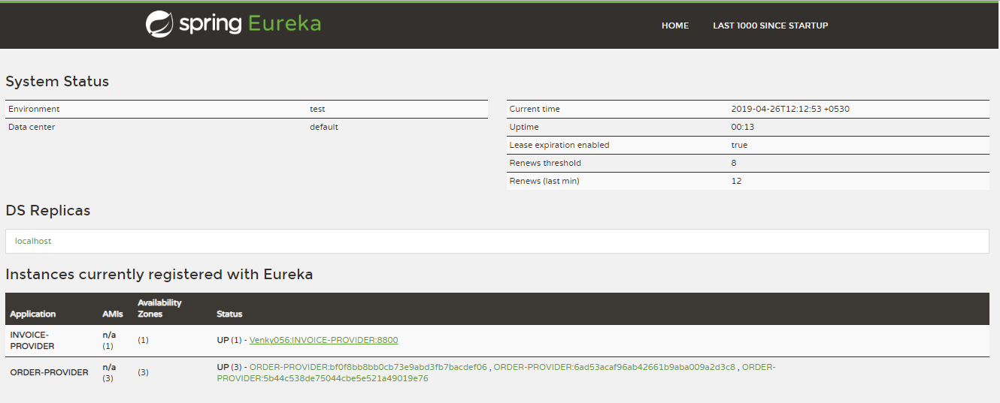 spring Eureka
HOME LAST 1000 SINCE STARTUP
System Status
Environment test
Data center default
Current time 2019-04-26T12:12:53 +0530
Uptime 00:13
Lease expiration enabled true
Renews threshold 8
Renews (last min) 12
DS Replicas
localhost
Instances currently registered with Eureka
Application AMIs Availability Zones Status
INVOICE-PROVIDER n/a (1) (1) UP (1) - Venky056:INVOICE-PROVIDER:8800
ORDER-PROVIDER n/a (3) (3) UP (3) - ORDER-PROVIDER:bf0f8bb8bb0cb73e9abd3fb7bacdef06 , ORDER-PROVIDER:6ad53acaf96ab42661b9aba009a2d3c8 , ORDER-
PROVIDER:5b44c538de75044cbe5e521a49019e76